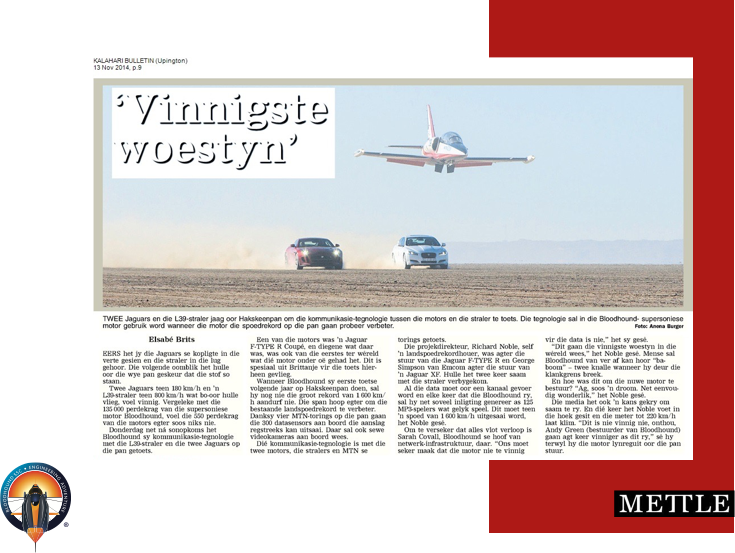 KALAHARI BULLETIN (Upington)
13 Nov 2014, p.9
‘Vinnigste
woestyn’
TWEE Jaguars en die L39-straler jaag oor Hakskeenpan om die kommunikasie-tegnologie tussen die motors en die straler te toets. Die tegnologie sal in die Bloodhound- supersoniese
motor gebruik word wanneer die motor die spoedrekord op die pan gaan probeer verbeter.
Foto: Anena Burger
Elsabé Brits
EERS het jy die Jaguars se kopligte in die
verte gesien en die straler in die lug
gehoor. Die volgende oomblik het hulle
oor die wye pan geskeur dat die stof so
staan.
Twee Jaguars teen 180 km/h en ’n
L39-straler teen 800 km/h wat bo-oor hulle
vlieg, voel vinnig. Vergeleke met die
135 000 perdekrag van die supersoniese
motor Bloodhound, voel die 550 perdekrag
van die motors egter soos niks nie.
Donderdag net ná sonopkoms het
Bloodhound sy kommunikasie-tegnologie
met die L39-straler en die twee Jaguars op
die pan getoets.
Een van die motors was ’n Jaguar
F-TYPE R Coupé, en diegene wat daar
was, was ook van die eerstes ter wêreld
wat dié motor onder oë gehad het. Dit is
spesiaal uit Brittanje vir die toets hier-
heen gevlieg.
Wanneer Bloodhound sy eerste toetse
volgende jaar op Hakskeenpan doen, sal
hy nog nie die groot rekord van 1 600 km/
h aandurf nie. Die span hoop egter om die
bestaande landspoedrekord te verbeter.
Danksy vier MTN-torings op die pan gaan
die 300 datasensors aan boord die aanslag
regstreeks kan uitsaai. Daar sal ook sewe
videokameras aan boord wees.
Dié kommunikasie-tegnologie is met die
twee motors, die stralers en MTN se
torings getoets.
Die projekdirekteur, Richard Noble, self
’n landspoedrekordhouer, was agter die
stuur van die Jaguar F-TYPE R en George
Simpson van Emcom agter die stuur van
’n Jaguar XF. Hulle het twee keer saam
met die straler verbygekom.
Al die data moet oor een kanaal gevoer
word en elke keer dat die Bloodhound ry,
sal hy net soveel inligting genereer as 125
MP3-spelers wat gelyk speel. Dit moet teen
’n spoed van 1 600 km/h uitgesaai word,
het Noble gesê.
Om te verseker dat alles vlot verloop is
Sarah Covall, Bloodhound se hoof van
netwerk-infrastruktuur, daar. “Ons moet
seker maak dat die motor nie te vinnig
vir die data is nie,” het sy gesê.
“Dit gaan die vinnigste woestyn in die
wêreld wees,” het Noble gesê. Mense sal
Bloodhound van ver af kan hoor “ba-
boom” – twee knalle wanneer hy deur die
klankgrens breek.
En hoe was dit om die nuwe motor te
bestuur? “Ag, soos ’n droom. Net eenvou-
dig wonderlik,” het Noble gesê.
Die media het ook ’n kans gekry om
saam te ry. En dié keer het Noble voet in
die hoek gesit en die meter tot 220 km/h
laat klim. “Dit is nie vinnig nie, onthou,
Andy Green (bestuurder van Bloodhound)
gaan agt keer vinniger as dit ry,” sê hy
terwyl hy die motor lynreguit oor die pan
stuur.
BLOODHOUND SSC • ENGINEERING ADVENTURE •
®
METTLE